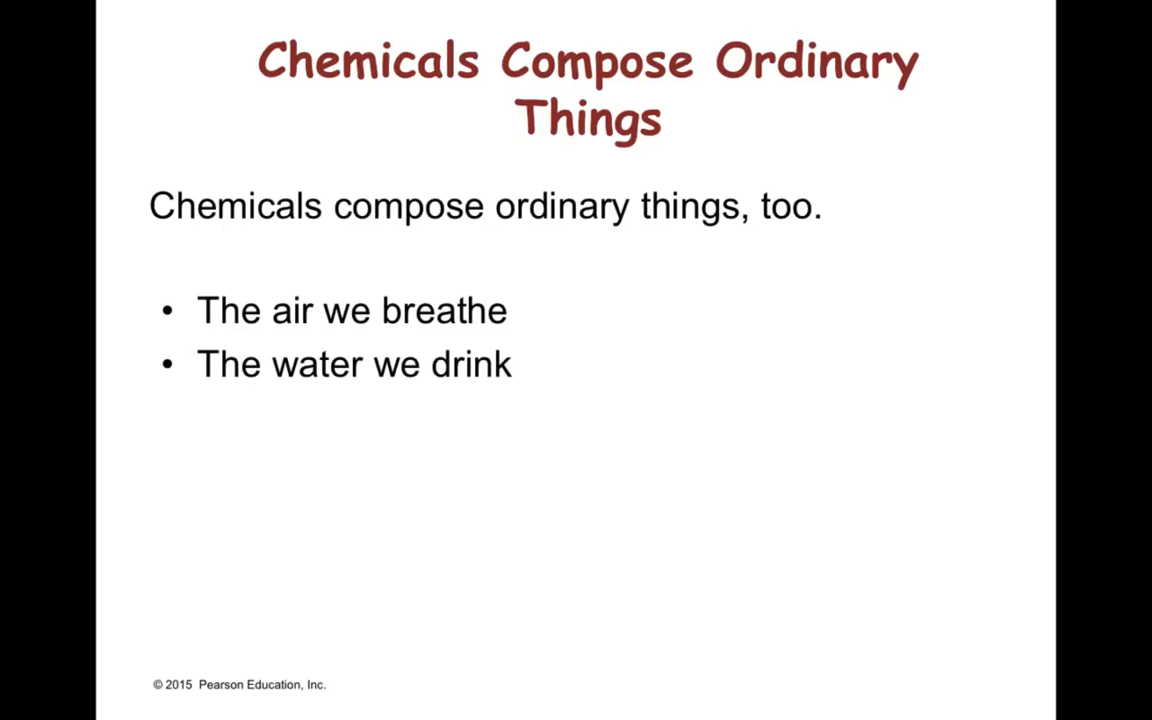 Chemicals Compose Ordinary
Things
Chemicals compose ordinary things, too.
• The air we breathe
• The water we drink
© 2015 Pearson Education, Inc.